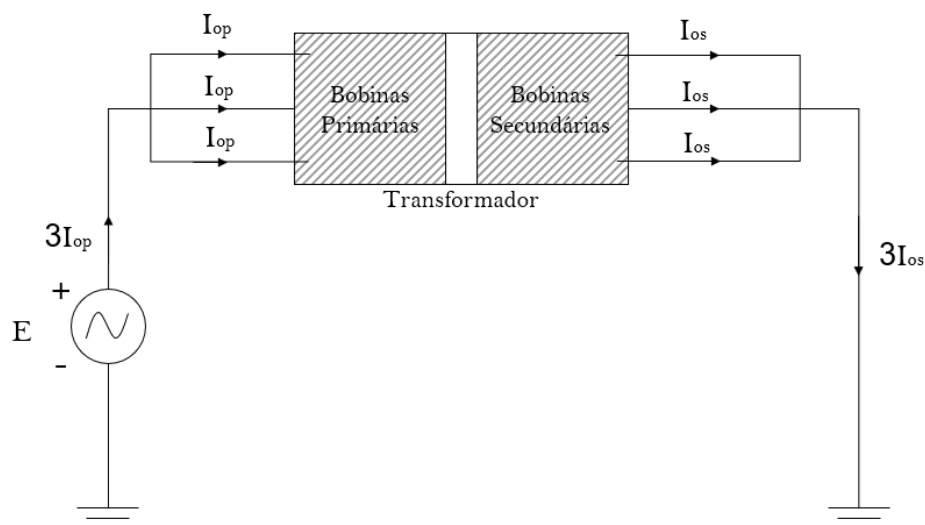 Iop
Iop
Iop
Bobinas
Primárias
Bobinas
Secundárias
Ios
Ios
Ios
Transformador
3Iop
3Ios
+
E
-